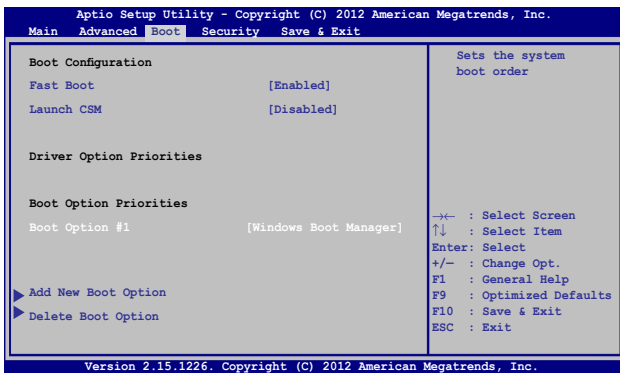 Aptio Setup Utility - Copyright (C) 2012 American Megatrends, Inc.
Main Advanced Boot Security Save & Exit
Boot Configuration
Fast Boot [Enabled]
Launch CSM [Disabled]
Driver Option Priorities
Boot Option Priorities
Boot Option #1 [Windows Boot Manager]
Add New Boot Option
Delete Boot Option
Sets the system
boot order
→← : Select Screen
↑↓ : Select Item
Enter: Select
+/— : Change Opt.
F1 : General Help
F9 : Optimized Defaults
F10 : Save & Exit
ESC : Exit
Version 2.15.1226. Copyright (C) 2012 American Megatrends, Inc.